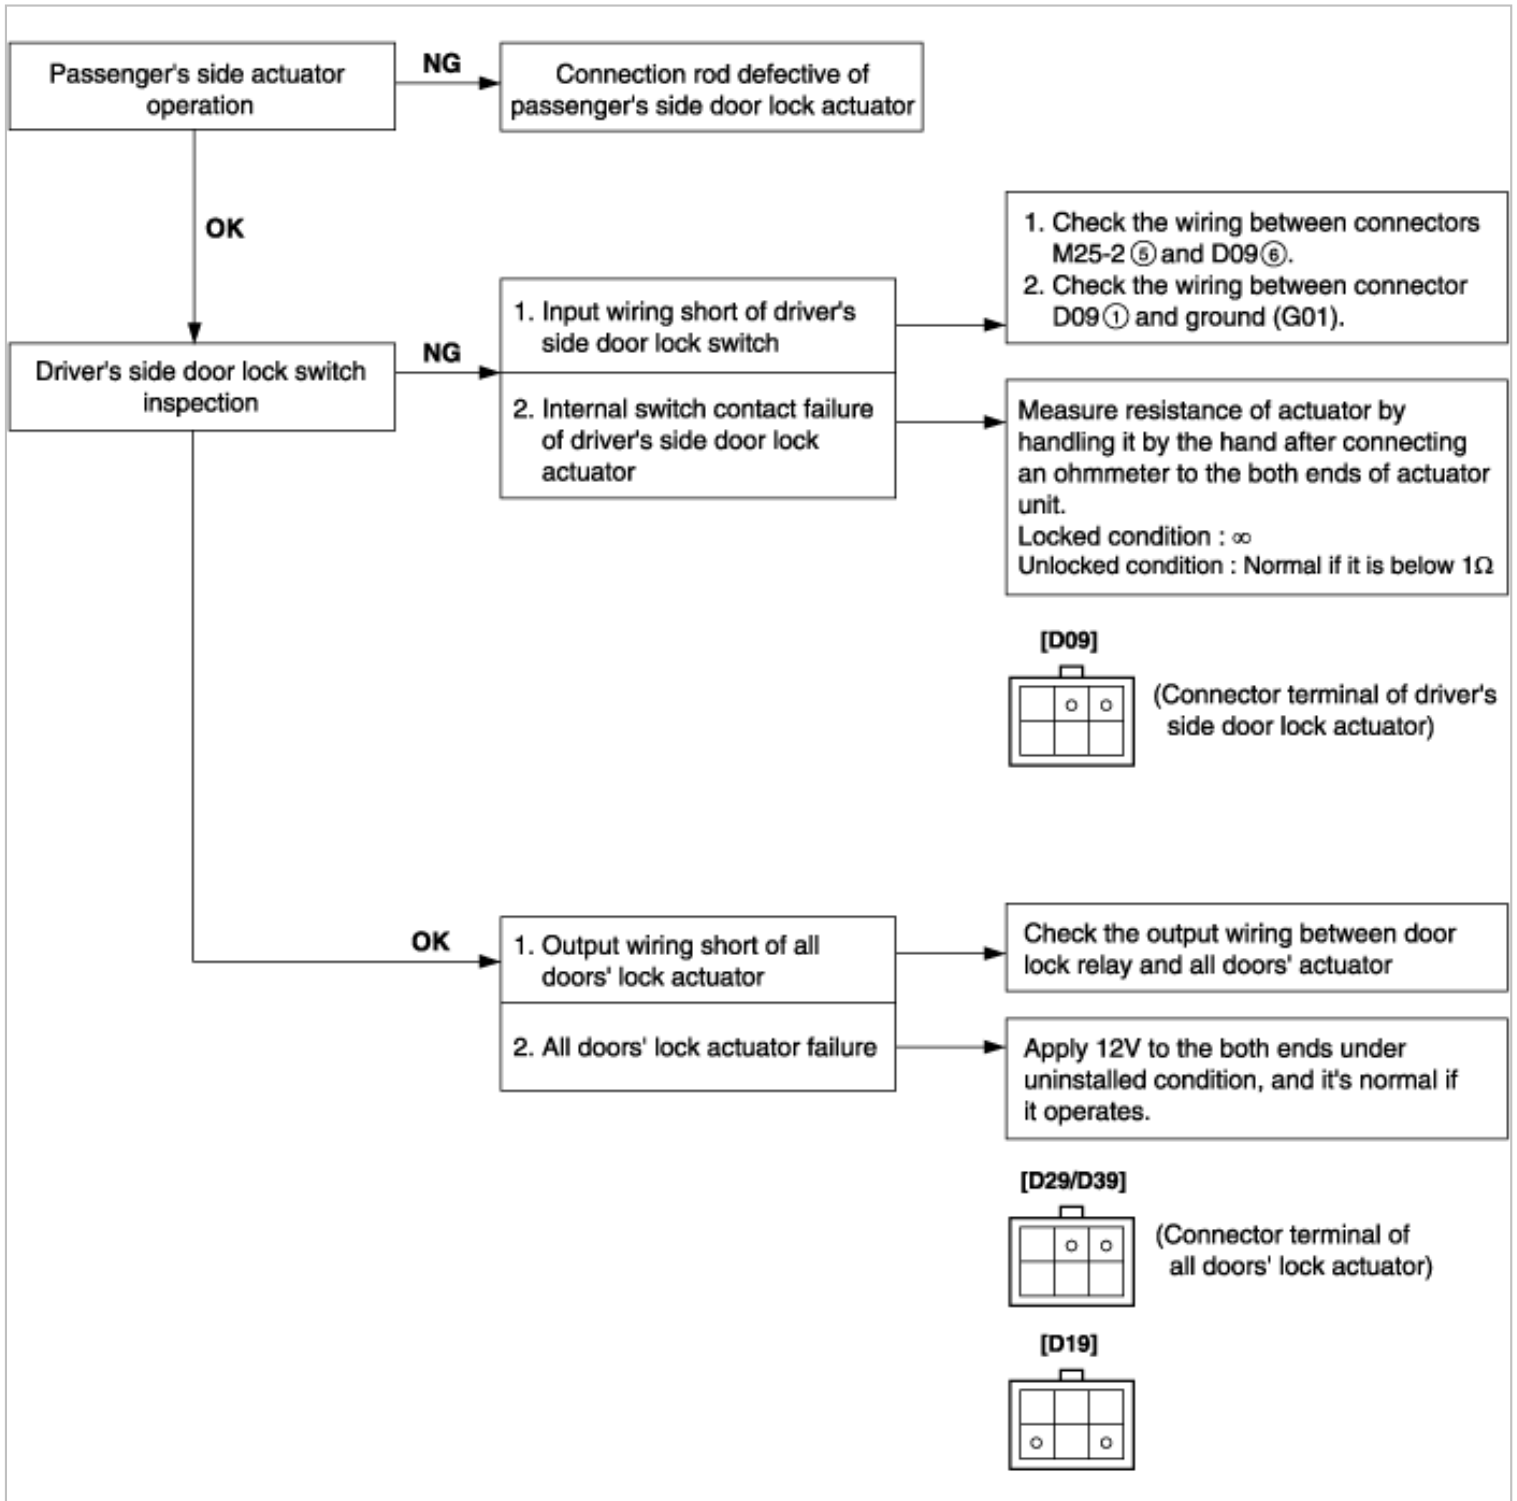 Passenger's side actuator
operation
NG
Connection rod defective of
passenger's side door lock actuator
OK
Driver's side door lock switch
inspection
NG
1. Input wiring short of driver's
side door lock switch
2. Internal switch contact failure
of driver's side door lock
actuator
1. Check the wiring between connectors
M25-2⑤ and D09⑥.
2. Check the wiring between connector
D09① and ground (G01).
Measure resistance of actuator by
handling it by the hand after connecting
an ohmmeter to the both ends of actuator
unit.
Locked condition : ∞
Unlocked condition : Normal if it is below 1Ω
[D09]
(Connector terminal of driver's
side door lock actuator)
OK
1. Output wiring short of all
doors' lock actuator
2. All doors' lock actuator failure
Check the output wiring between door
lock relay and all doors' actuator
Apply 12V to the both ends under
uninstalled condition, and it's normal if
it operates.
[D29/D39]
(Connector terminal of
all doors' lock actuator)
[D19]